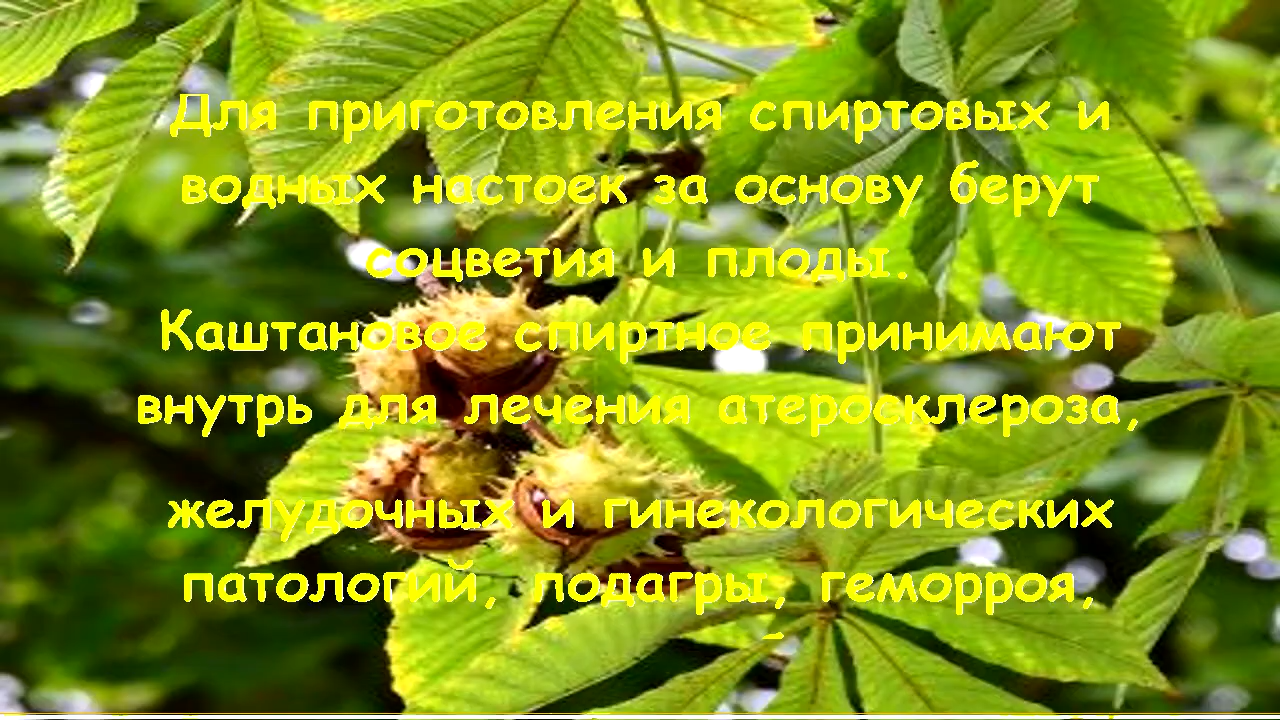 Для приготовления спиртовых и
водных настоек за основу берут
соцветия и плоды.
Каштановое спиртное принимают
внутрь для лечения атеросклероза,
желудочных и гинекологических
патологий, подагры, геморроя,